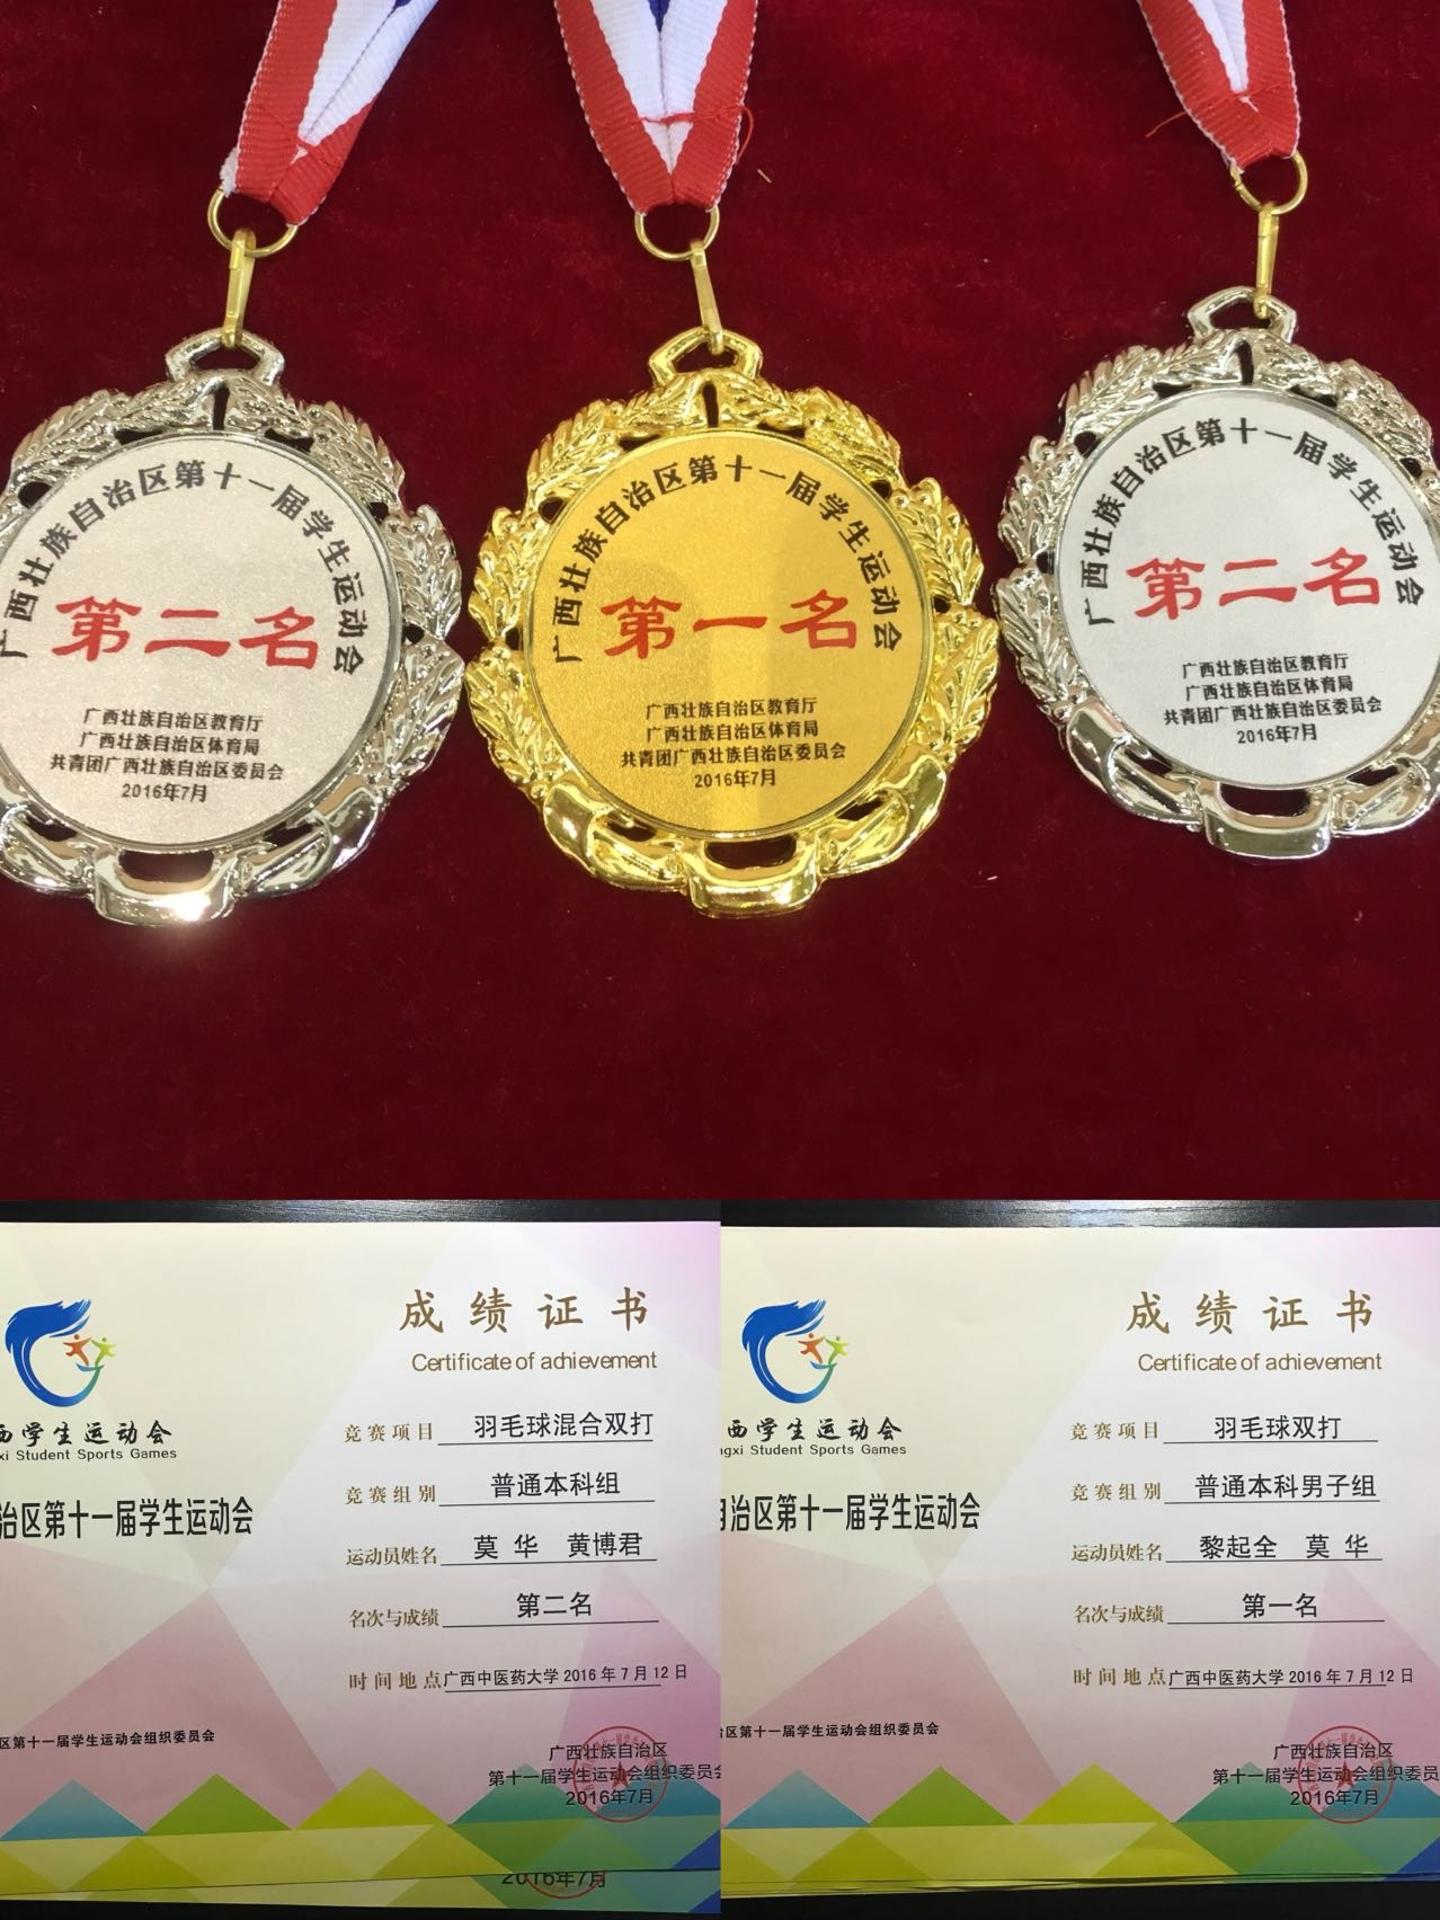 广西壮族自治区第十一届学生运动会
第二名
广西壮族自治区教育厅
广西壮族自治区体育局
共青团广西壮族自治区委员会
2016年7月
广西壮族自治区第十一届学生运动会
第一名
广西壮族自治区教育厅
广西壮族自治区体育局
共青团广西壮族自治区委员会
2016年7月
广西壮族自治区第十一届学生运动会
第二名
广西壮族自治区教育厅
广西壮族自治区体育局
共青团广西壮族自治区委员会
2016年7月
西学生运动会
xi Student Sports Games
治区第十一届学生运动会
成绩证书
Certificate of achievement
竞赛项目 羽毛球混合双打
竞赛组别 普通本科组
运动员姓名 莫 华 黄博君
名次与成绩 第二名
时间地点 广西中医药大学 2016 年 7 月 12 日
区第十一届学生运动会组织委员会
广西壮族自治区
第十一届学生运动会组织委员会
2016年7月
2016年7月
西学生运动会
gxi Student Sports Games
自治区第十一届学生运动会
成绩证书
Certificate of achievement
竞赛项目 羽毛球双打
竞赛组别 普通本科男子组
运动员姓名 黎起全 莫 华
名次与成绩 第一名
时间地点 广西中医药大学 2016 年 7 月 12 日
治区第十一届学生运动会组织委员会
广西壮族自治区
第十一届学生运动会组织委员
2016年7月